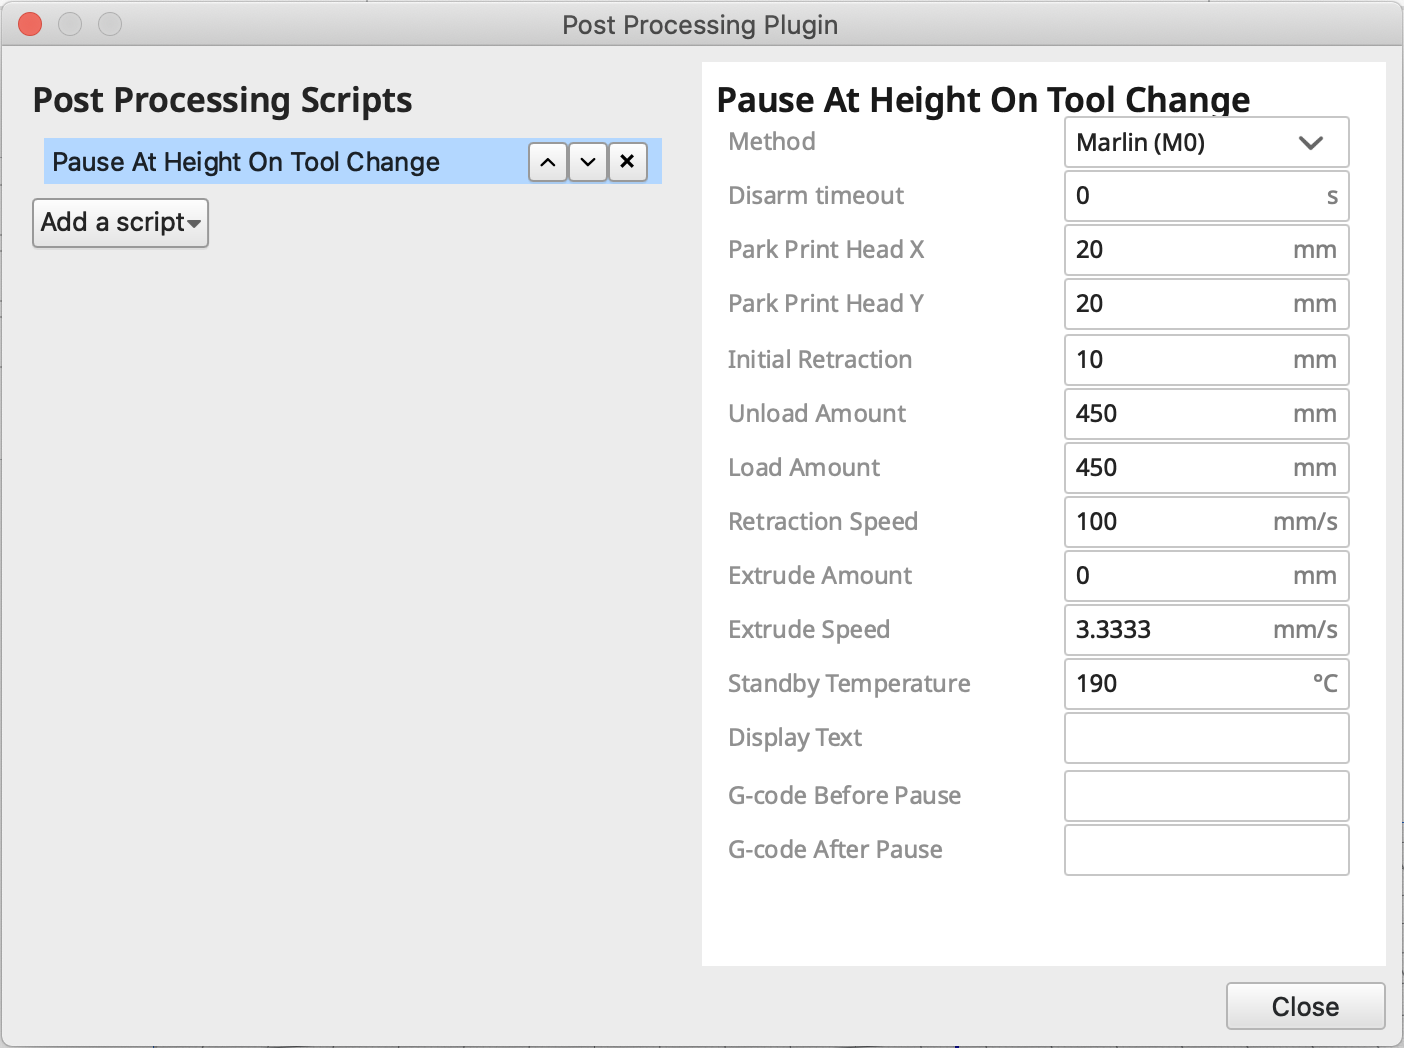 Post Processing Plugin
Post Processing Scripts
Pause At Height On Tool Change
Add a script
Pause At Height On Tool Change
Method Marlin (M0)
Disarm timeout 0 s
Park Print Head X 20 mm
Park Print Head Y 20 mm
Initial Retraction 10 mm
Unload Amount 450 mm
Load Amount 450 mm
Retraction Speed 100 mm/s
Extrude Amount 0 mm
Extrude Speed 3.3333 mm/s
Standby Temperature 190 °C
Display Text
G-code Before Pause
G-code After Pause
Close